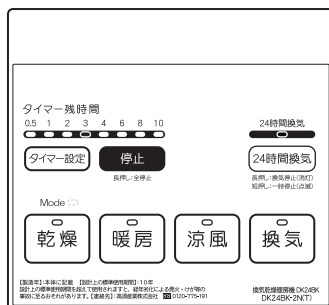 タイマー残時間
0.5 1 2 3 4 6 8 10
24時間換気
タイマー設定
停止
24時間換気
長押し:全停止
長押し:換気停止(消灯)
短押し:一時停止(点滅)
Mode
乾燥
暖房
涼風
換気
【製造年】:本体に記載 【設計上の標準使用期間】:10年
設計上の標準使用期間を超えて使用されますと、経年劣化による発火・けが等の
事故に至るおそれがあります。【連絡先】:高須産業株式会社 0120-775-191
換気乾燥暖房機 DK24BK
DK24BK-2N(T)